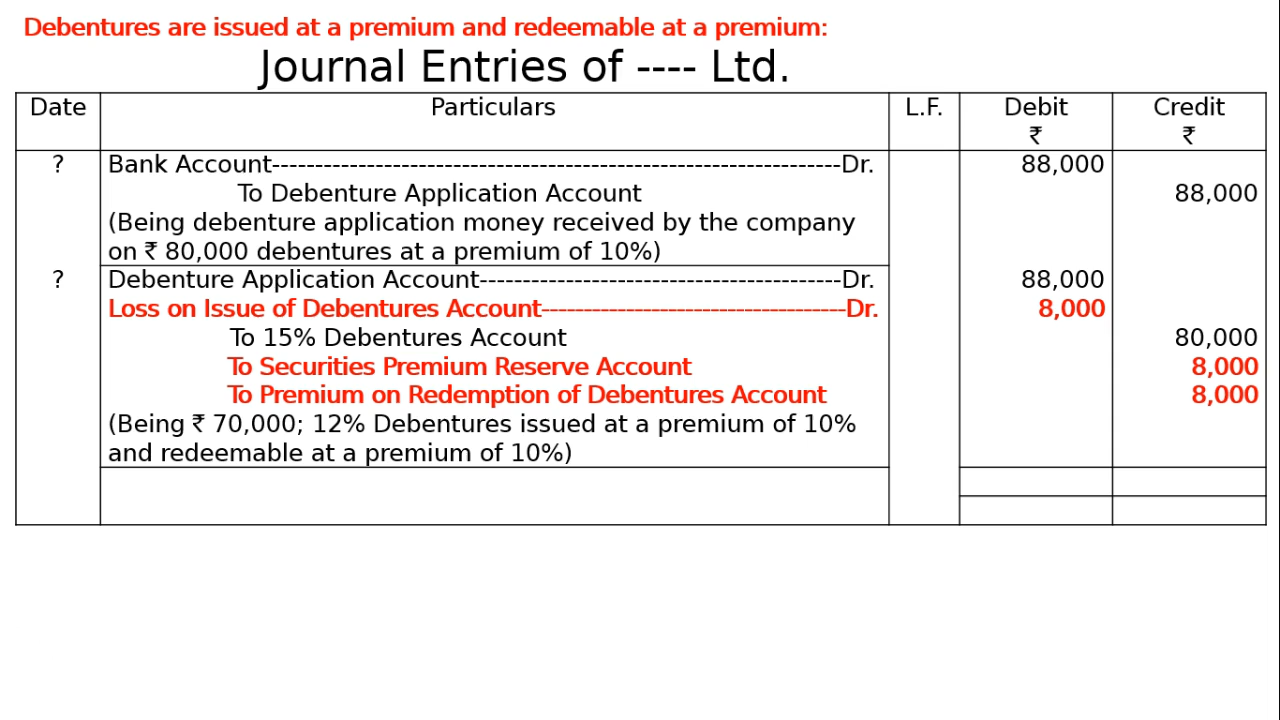 Debentures are issued at a premium and redeemable at a premium:
Journal Entries of ---- Ltd.
Date Particulars L.F. Debit Credit
₹ ₹
? Bank Account------------------------------------------------------------------Dr. 88,000
To Debenture Application Account 88,000
(Being debenture application money received by the company
on ₹ 80,000 debentures at a premium of 10%)
? Debenture Application Account------------------------------------------Dr. 88,000
Loss on Issue of Debentures Account-----------------------------------Dr. 8,000
To 15% Debentures Account 80,000
To Securities Premium Reserve Account 8,000
To Premium on Redemption of Debentures Account 8,000
(Being ₹ 70,000; 12% Debentures issued at a premium of 10%
and redeemable at a premium of 10%)